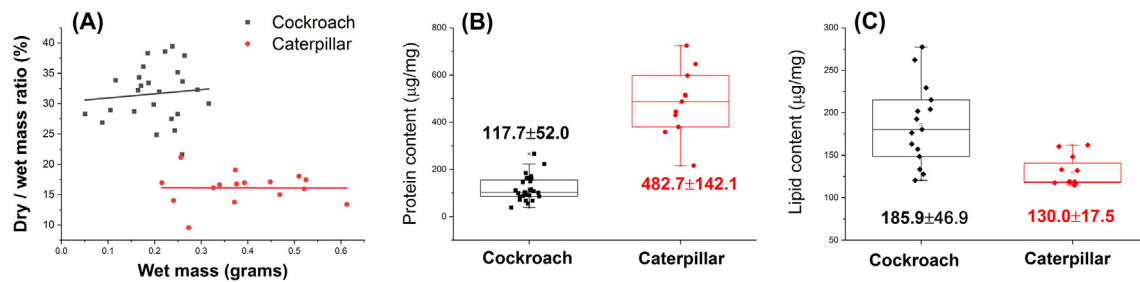 (A)
Cockroach
Caterpillar
Dry / wet mass ratio (%)
40
35
30
25
20
15
10
0.0 0.1 0.2 0.3 0.4 0.5 0.6
Wet mass (grams)
(B)
Protein content (μg/mg)
800
600
400
200
0
117.7±52.0
482.7±142.1
Cockroach Caterpillar
(C)
Lipid content (μg/mg)
300
250
200
150
100
50
185.9±46.9
130.0±17.5
Cockroach Caterpillar